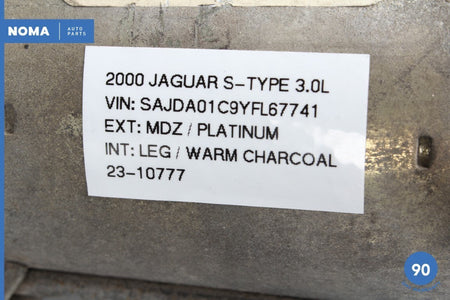 NOMA AUTO
PARTS
2000 JAGUAR S-TYPE 3.0L
VIN: SAJDA01C9YFL67741
EXT: MDZ / PLATINUM
INT: LEG / WARM CHARCOAL
23-10777
90